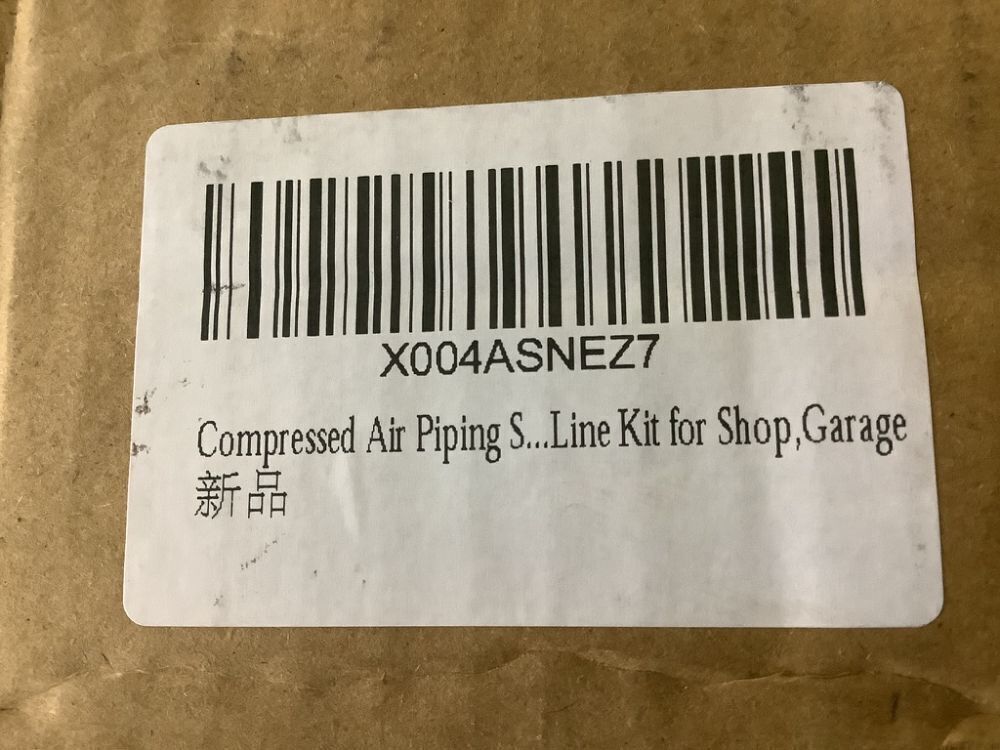 X004ASNEZ7
Compressed Air Piping S...Line Kit for Shop,Garage
新品